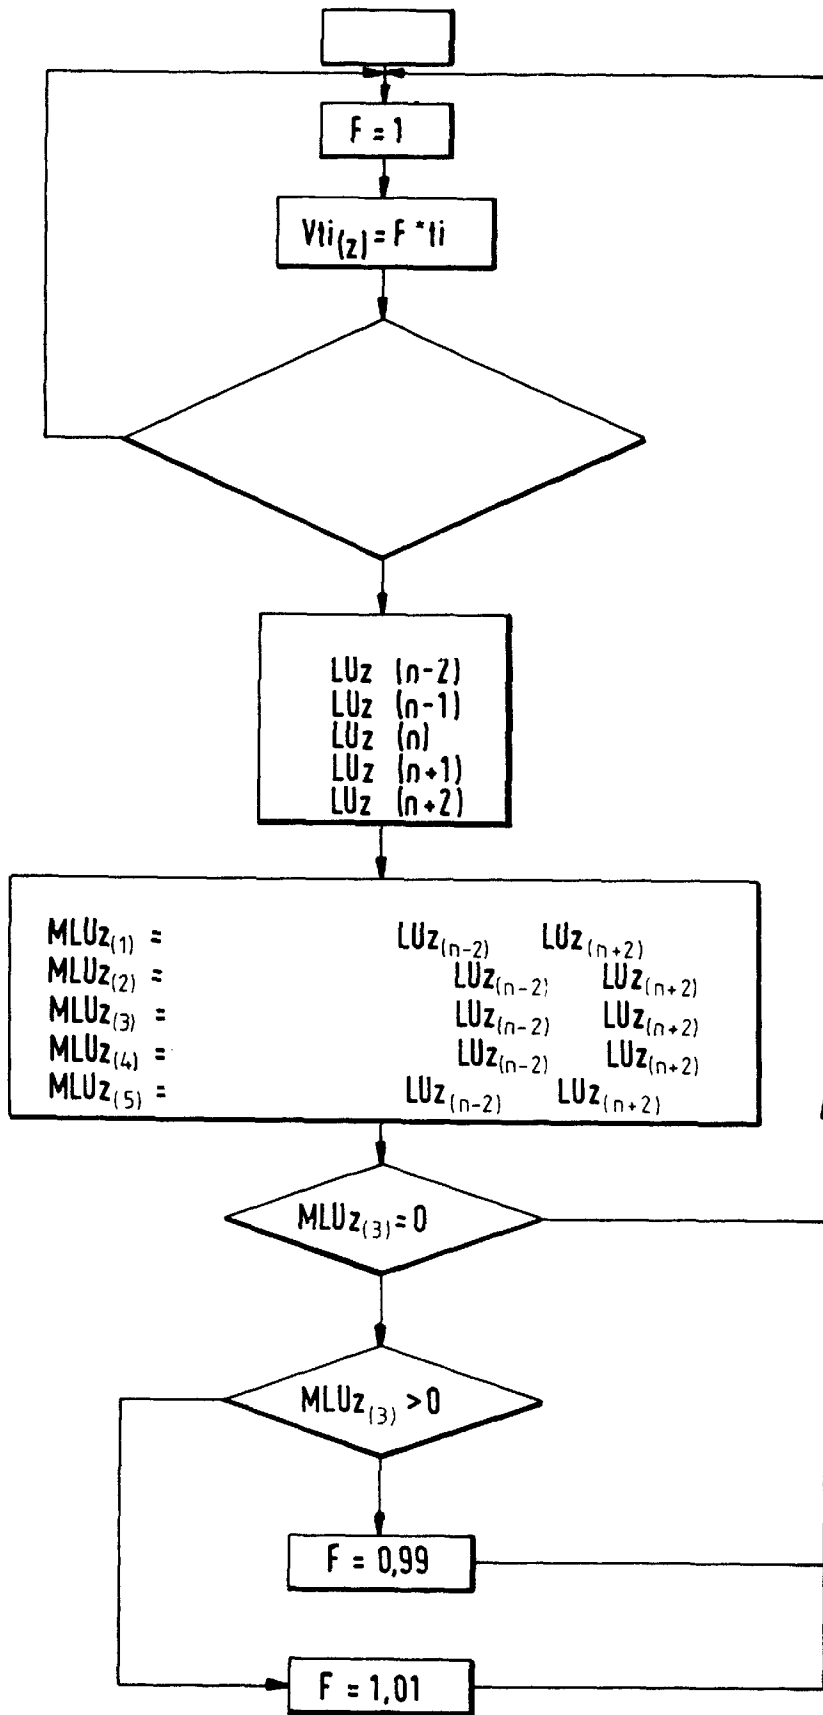 F = 1
Vti(z) = F * ti
LUz (n-2)
LUz (n-1)
LUz (n)
LUz (n+1)
LUz (n+2)
MLUz(1) = LUz(n-2) LUz(n+2)
MLUz(2) = LUz(n-2) LUz(n+2)
MLUz(3) = LUz(n-2) LUz(n+2)
MLUz(4) = LUz(n-2) LUz(n+2)
MLUz(5) = LUz(n-2) LUz(n+2)
MLUz(3) = 0
MLUz(3) > 0
F = 0,99
F = 1,01